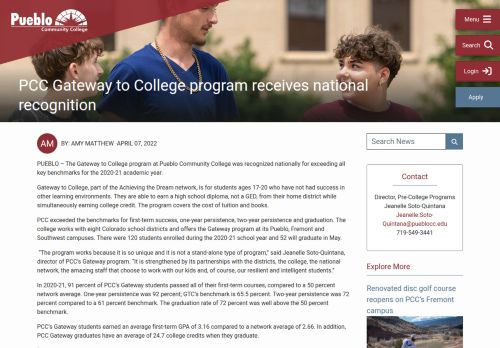 Pueblo
Community College
Menu
Search
Login
Apply
PCC Gateway to College program receives national
recognition
AM
BY: AMY MATTHEW APRIL 07, 2022
PUEBLO – The Gateway to College program at Pueblo Community College was recognized nationally for exceeding all
key benchmarks for the 2020-21 academic year.
Gateway to College, part of the Achieving the Dream network, is for students ages 17-20 who have not had success in
other learning environments. They are able to earn a high school diploma, not a GED, from their home district while
simultaneously earning college credit. The program covers the cost of tuition and books.
PCC exceeded the benchmarks for first-term success, one-year persistence, two-year persistence and graduation. The
college works with eight Colorado school districts and offers the Gateway program at its Pueblo, Fremont and
Southwest campuses. There were 120 students enrolled during the 2020-21 school year and 52 will graduate in May.
"The program works because it is so unique and it is not a stand-alone type of program," said Jeanelle Soto-Quintana,
director of PCC's Gateway program. "It is strengthened by its partnerships with the districts, the college, the national
network, the amazing staff that choose to work with our kids and, of course, our resilient and intelligent students."
In 2020-21, 91 percent of PCC's Gateway students passed all of their first-term courses, compared to a 50 percent
network average. One-year persistence was 92 percent; GTC's benchmark is 65.5 percent. Two-year persistence was 72
percent compared to a 61 percent benchmark. The graduation rate of 72 percent was well above the 50 percent
benchmark.
PCC's Gateway students earned an average first-term GPA of 3.16 compared to a network average of 2.66. In addition,
PCC Gateway graduates have an average of 24.7 college credits when they graduate.
Search News
Contact
Director, Pre-College Programs
Jeanelle Soto-Quintana
Jeanelle.Soto-
Quintana@pueblocc.edu
719-549-3441
Explore More
Renovated disc golf course
reopens on PCC's Fremont
campus